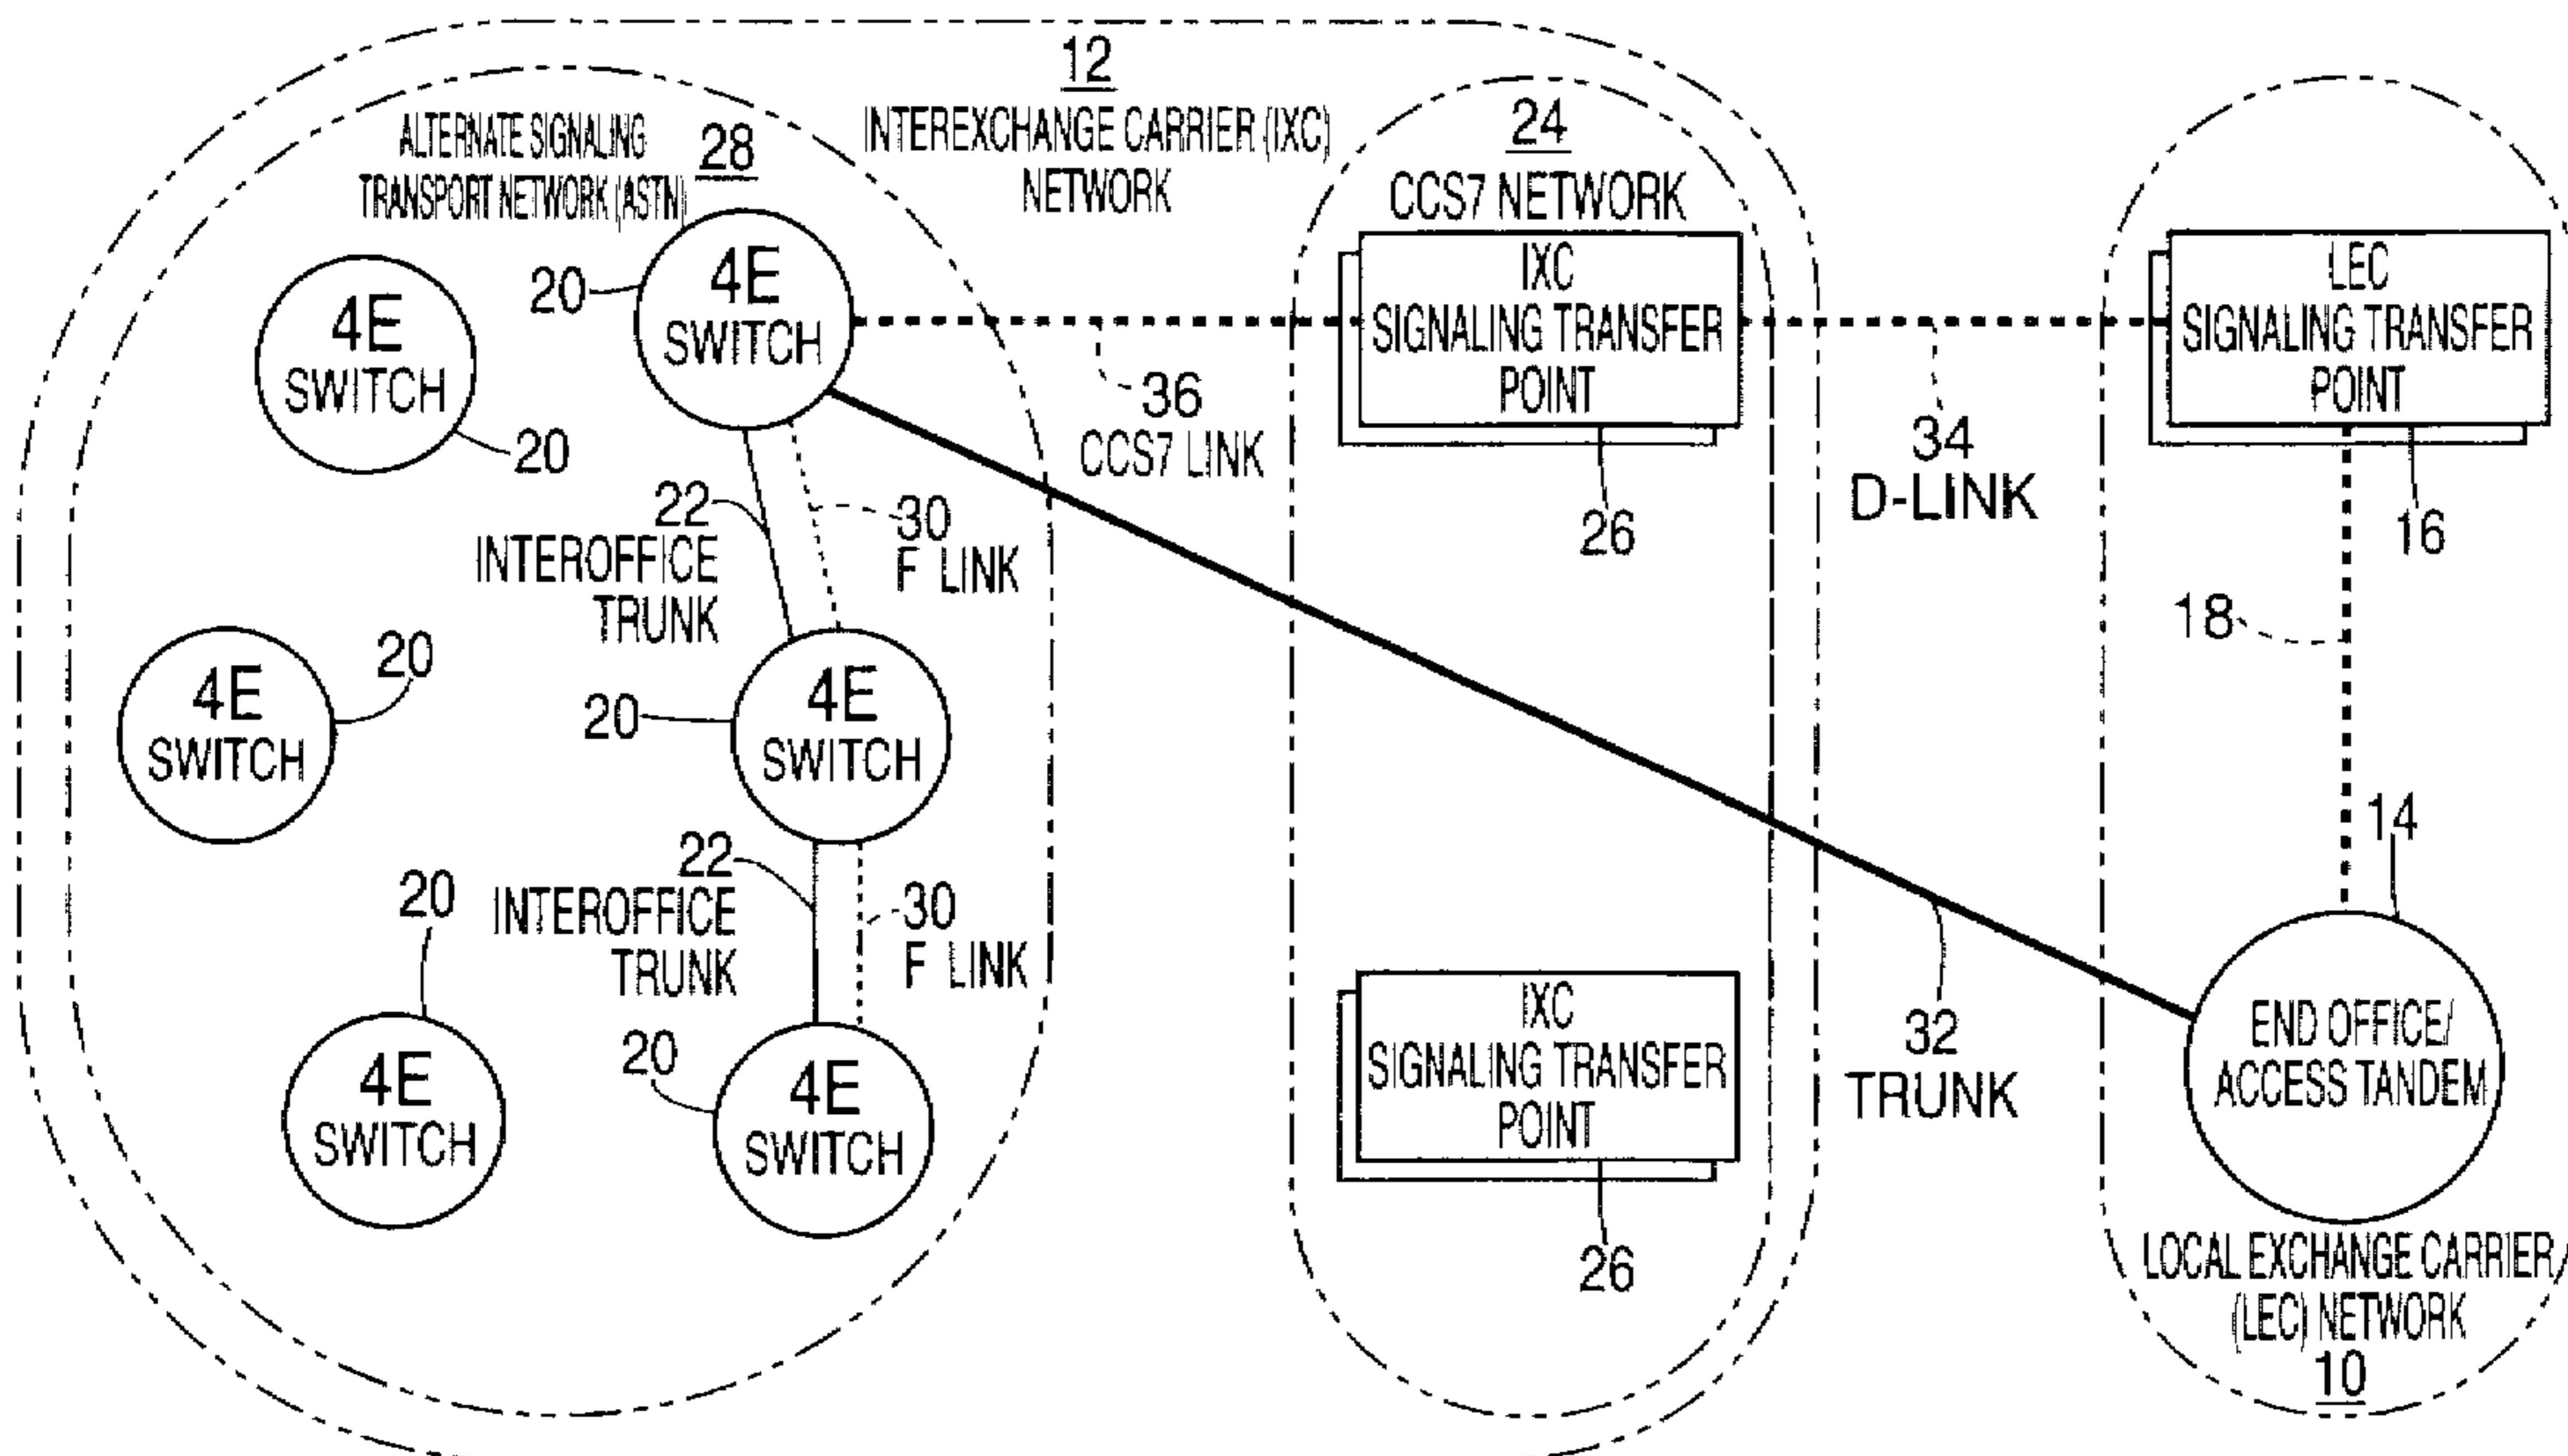 12
INTEREXCHANGE CARRIER (IXC)
NETWORK
ALTERNATE SIGNALING
TRANSPORT NETWORK (ASTN)
28
24
CCS7 NETWORK
4E
SWITCH
20
4E
SWITCH
20
IXC
SIGNALING TRANSFER
POINT
26
LEC
SIGNALING TRANSFER
POINT
16
36
CCS7 LINK
34
D-LINK
22
INTEROFFICE
TRUNK
30
F LINK
18
4E
SWITCH
20
4E
SWITCH
20
22
INTEROFFICE
TRUNK
30
F LINK
14
4E
SWITCH
20
4E
SWITCH
20
IXC
SIGNALING TRANSFER
POINT
26
32
TRUNK
END OFFICE/
ACCESS TANDEM
LOCAL EXCHANGE CARRIER
(LEC) NETWORK
10